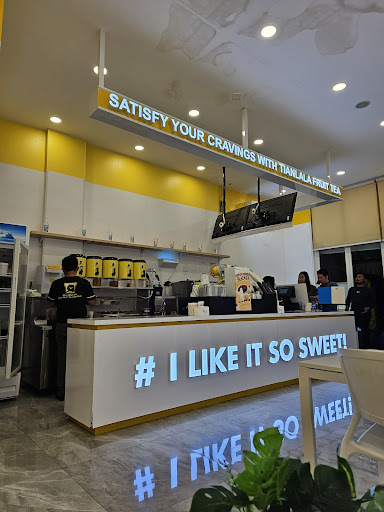 SATISFY YOUR CRAVINGS WITH TIANLALA FRUIT TEA
# I LIKE IT SO SWEET!